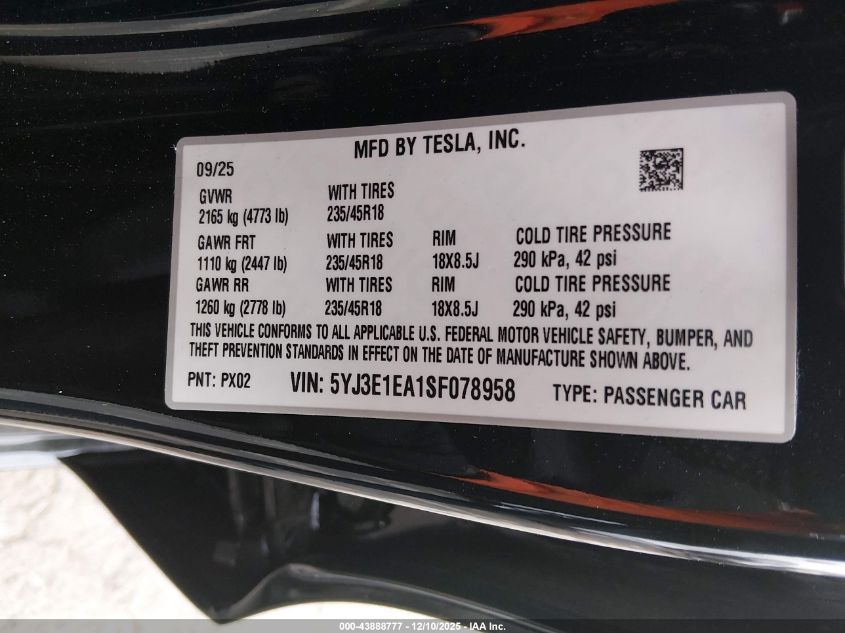 MFD BY TESLA, INC.
09/25
GVWR WITH TIRES
2165 kg (4773 lb) 235/45R18
GAWR FRT WITH TIRES RIM COLD TIRE PRESSURE
1110 kg (2447 lb) 235/45R18 18X8.5J 290 kPa, 42 psi
GAWR RR WITH TIRES RIM COLD TIRE PRESSURE
1260 kg (2778 lb) 235/45R18 18X8.5J 290 kPa, 42 psi
THIS VEHICLE CONFORMS TO ALL APPLICABLE U.S. FEDERAL MOTOR VEHICLE SAFETY, BUMPER, AND
THEFT PREVENTION STANDARDS IN EFFECT ON THE DATE OF MANUFACTURE SHOWN ABOVE.
PNT: PX02 VIN: 5YJ3E1EA1SF078958 TYPE: PASSENGER CAR
000-43888777 - 12/10/2025 - IAA Inc.